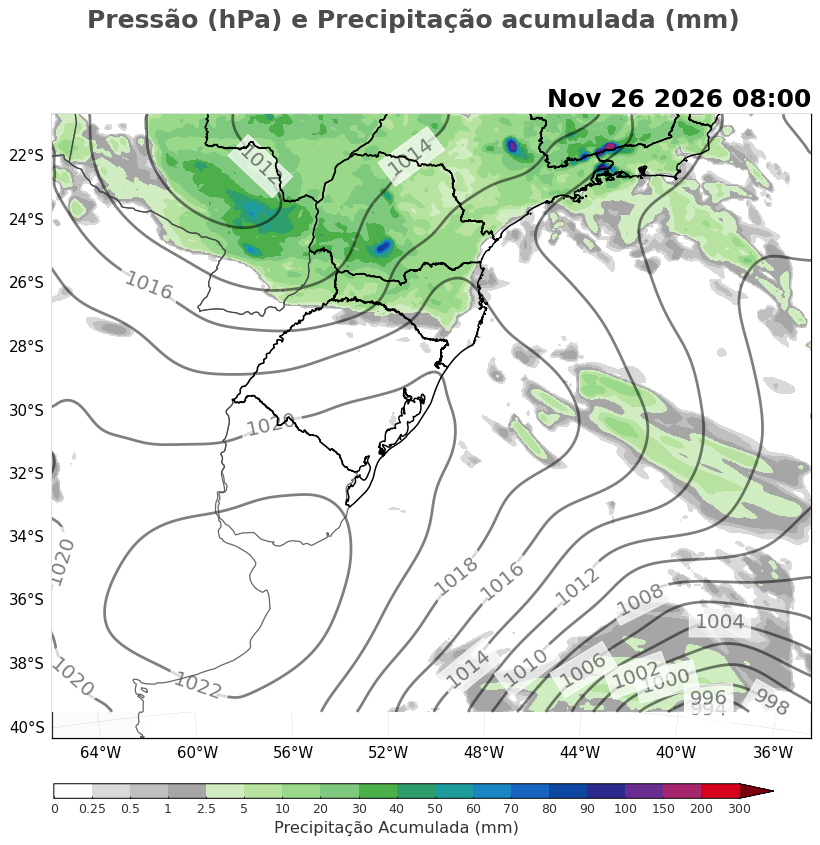 Pressão (hPa) e Precipitação acumulada (mm)
Nov 26 2026 08:00
22°S
24°S
26°S
28°S
30°S
32°S
34°S
36°S
38°S
40°S
1012
1014
1016
1020
1020
1018
1016
1012
1008
1004
1014
1010
1006
1002
1000
998
996
994
1020
1022
64°W 60°W 56°W 52°W 48°W 44°W 40°W 36°W
0 0.25 0.5 1 2.5 5 10 20 30 40 50 60 70 80 90 100 150 200 300
Precipitação Acumulada (mm)